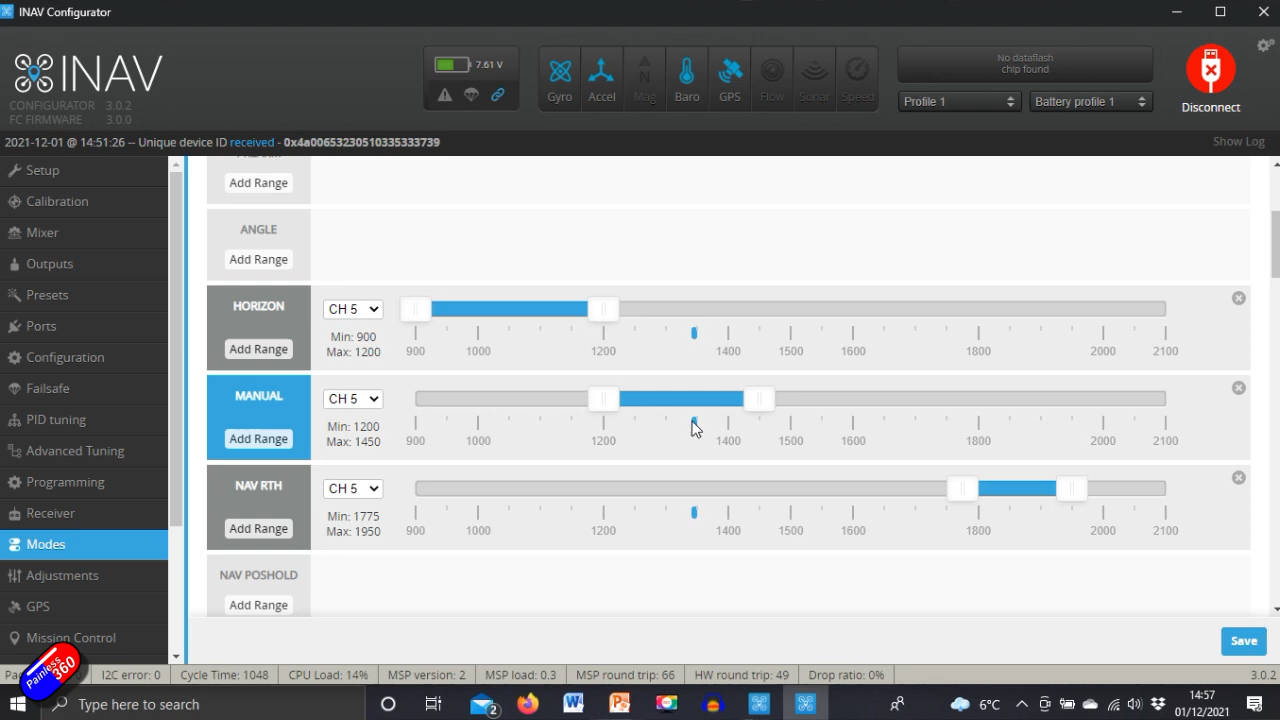 INAV Configurator
INAV
CONFIGURATOR 3.0.2
FC FIRMWARE 3.0.0
7.61 V
Gyro Accel Mag Baro GPS Flow Sonar Speed
No dataflash
chip found
Profile 1
Battery profile 1
Disconnect
2021-12-01 @ 14:51:26 -- Unique device ID received - 0x4a00653230510335333739
Show Log
Setup
Calibration
Mixer
Outputs
Presets
Ports
Configuration
Failsafe
PID tuning
Advanced Tuning
Programming
Receiver
Modes
Adjustments
GPS
Mission Control
Add Range
ANGLE
Add Range
HORIZON
Add Range
CH 5
Min: 900
Max: 1200
900 1000 1200 1400 1500 1600 1800 2000 2100
MANUAL
Add Range
CH 5
Min: 1200
Max: 1450
900 1000 1200 1400 1500 1600 1800 2000 2100
NAV RTH
Add Range
CH 5
Min: 1775
Max: 1950
900 1000 1200 1400 1500 1600 1800 2000 2100
NAV POSHOLD
Add Range
Save
I2C error: 0 Cycle Time: 1048 CPU Load: 14% MSP version: 2 MSP load: 0.3 MSP round trip: 66 HW round trip: 49 Drop ratio: 0% 3.0.2
Painless360
Type here to search
2
6°C
14:57
01/12/2021